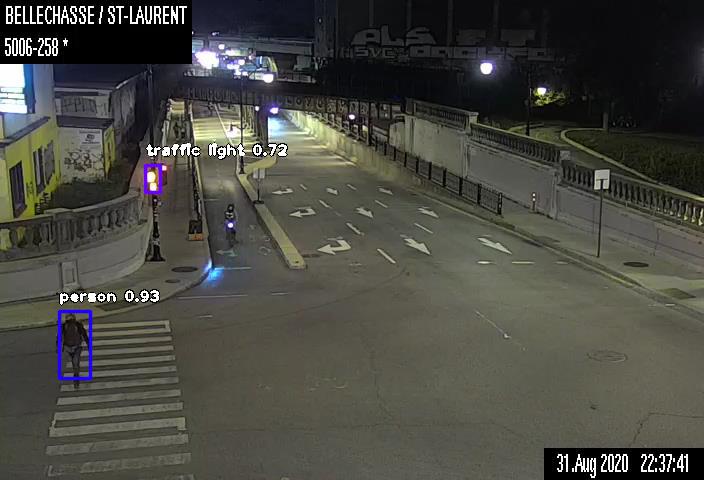 BELLECHASSE / ST-LAURENT
5006-258 *
traffic light 0.72
person 0.93
31.Aug 2020 22:37:41